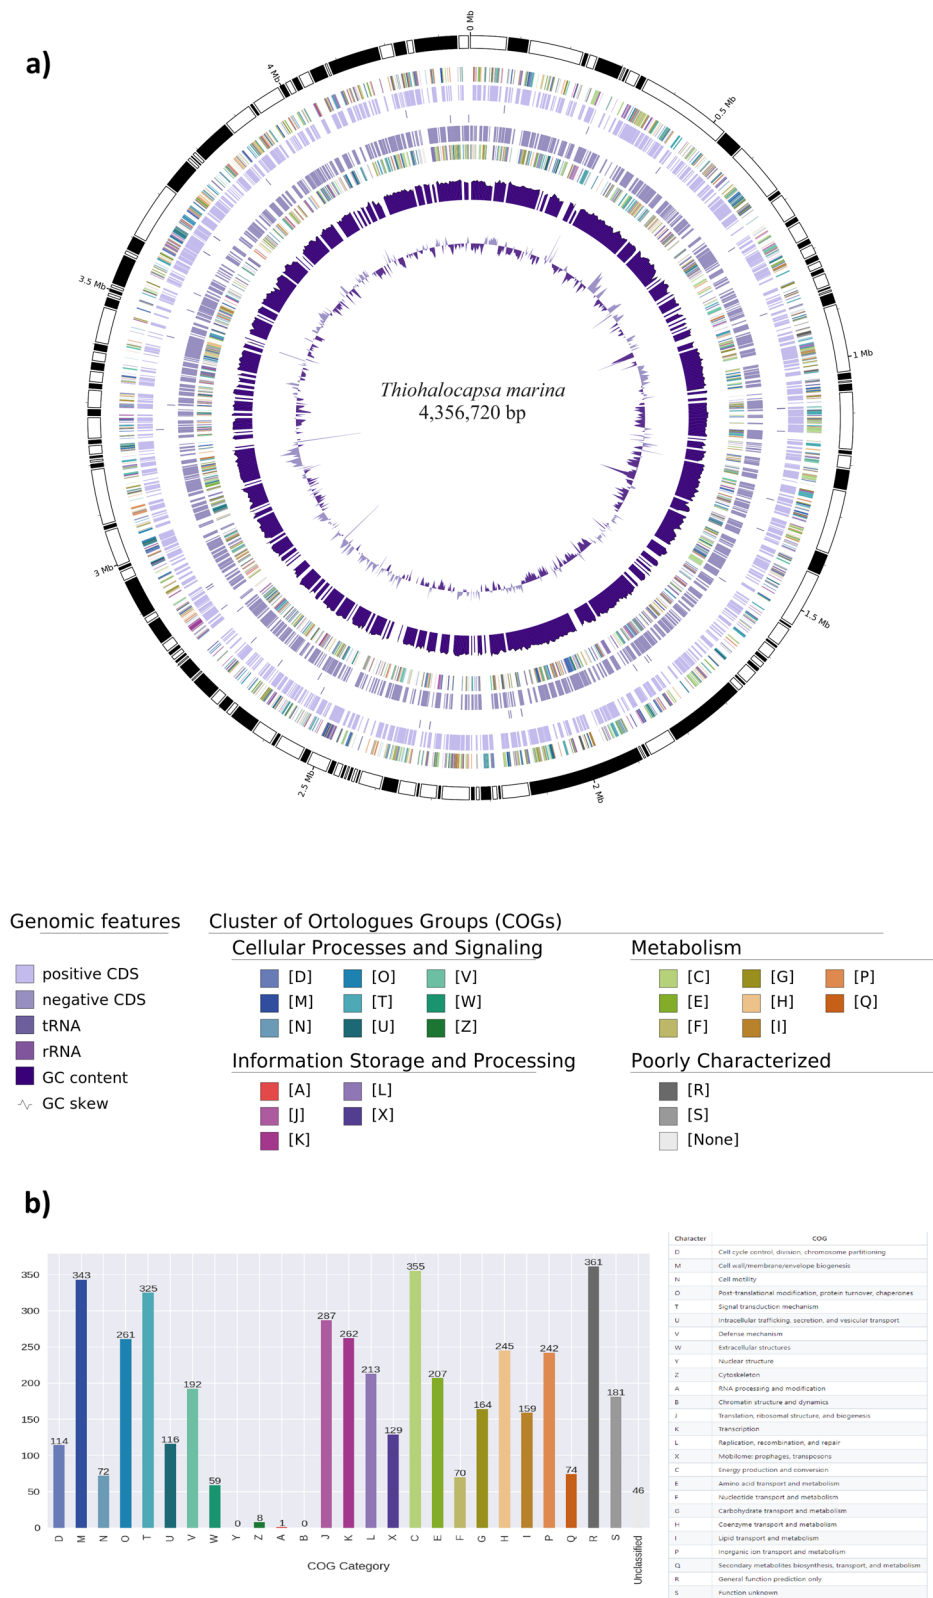 a)
0 Mb
0.5 Mb
1 Mb
1.5 Mb
2 Mb
2.5 Mb
3 Mb
3.5 Mb
4 Mb
Thiohalocapsa marina
4,356,720 bp
Genomic features
positive CDS
negative CDS
tRNA
rRNA
GC content
GC skew
Cluster of Ortologues Groups (COGs)
Cellular Processes and Signaling
[D] [O] [V]
[M] [T] [W]
[N] [U] [Z]
Metabolism
[C] [G] [P]
[E] [H] [Q]
[F] [I]
Information Storage and Processing
[A] [L]
[J] [X]
[K]
Poorly Characterized
[R]
[S]
[None]
b)
350
300
250
200
150
100
50
0
114 343 72 261 325 116 192 59 0 8 1 0 287 262 213 129 355 207 70 164 245 159 242 74 361 181 46
D M N O T U V W Y Z A B J K L X C E F G H I P Q R S Unclassified
COG Category
Character COG
D Cell cycle control, division, chromosome partitioning
M Cell wall/membrane/envelope biogenesis
N Cell motility
O Post-translational modification, protein turnover, chaperones
T Signal transduction mechanism
U Intracellular trafficking, secretion, and vesicular transport
V Defense mechanism
W Extracellular structures
Y Nuclear structure
Z Cytoskeleton
A RNA processing and modification
B Chromatin structure and dynamics
J Translation, ribosomal structure, and biogenesis
K Transcription
L Replication, recombination, and repair
X Mobilome: prophages, transposons
C Energy production and conversion
E Amino acid transport and metabolism
F Nucleotide transport and metabolism
G Carbohydrate transport and metabolism
H Coenzyme transport and metabolism
I Lipid transport and metabolism
P Inorganic ion transport and metabolism
Q Secondary metabolites biosynthesis, transport, and metabolism
R General function prediction only
S Function unknown